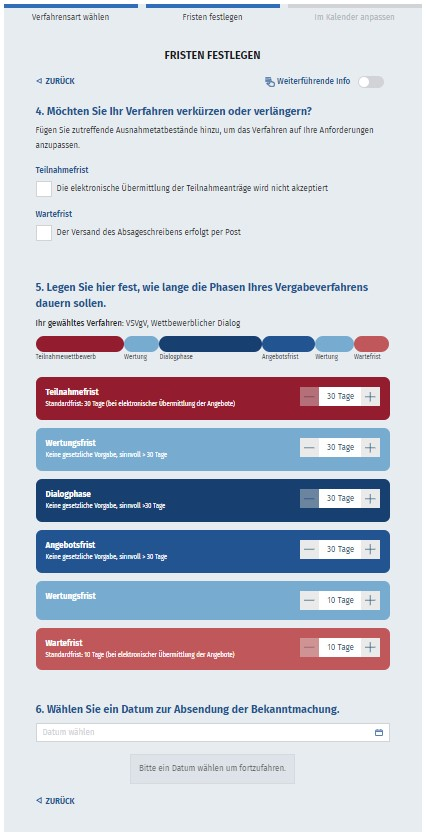 Verfahrensart wählen
Fristen festlegen
Im Kalender anpassen
FRISTEN FESTLEGEN
ZURÜCK
Weiterführende Info
4. Möchten Sie Ihr Verfahren verkürzen oder verlängern?
Fügen Sie zutreffende Ausnahmetatbestände hinzu, um das Verfahren auf Ihre Anforderungen
anzupassen.
Teilnahmefrist
Die elektronische Übermittlung der Teilnahmeanträge wird nicht akzeptiert
Wartefrist
Der Versand des Absageschreibens erfolgt per Post
5. Legen Sie hier fest, wie lange die Phasen Ihres Vergabeverfahrens
dauern sollen.
Ihr gewähltes Verfahren: VSVgV, Wettbewerblicher Dialog
Teilnahmewettbewerb
Wertung
Dialogphase
Angebotsfrist
Wertung
Wartefrist
Teilnahmefrist
Standardfrist: 30 Tage (bei elektronischer Übermittlung der Angebote)
30 Tage
Wertungsfrist
Keine gesetzliche Vorgabe, sinnvoll > 30 Tage
30 Tage
Dialogphase
Keine gesetzliche Vorgabe, sinnvoll >30 Tage
30 Tage
Angebotsfrist
Keine gesetzliche Vorgabe, sinnvoll > 30 Tage
30 Tage
Wertungsfrist
10 Tage
Wartefrist
Standardfrist: 10 Tage (bei elektronischer Übermittlung der Angebote)
10 Tage
6. Wählen Sie ein Datum zur Absendung der Bekanntmachung.
Datum wählen
Bitte ein Datum wählen um fortzufahren.
ZURÜCK